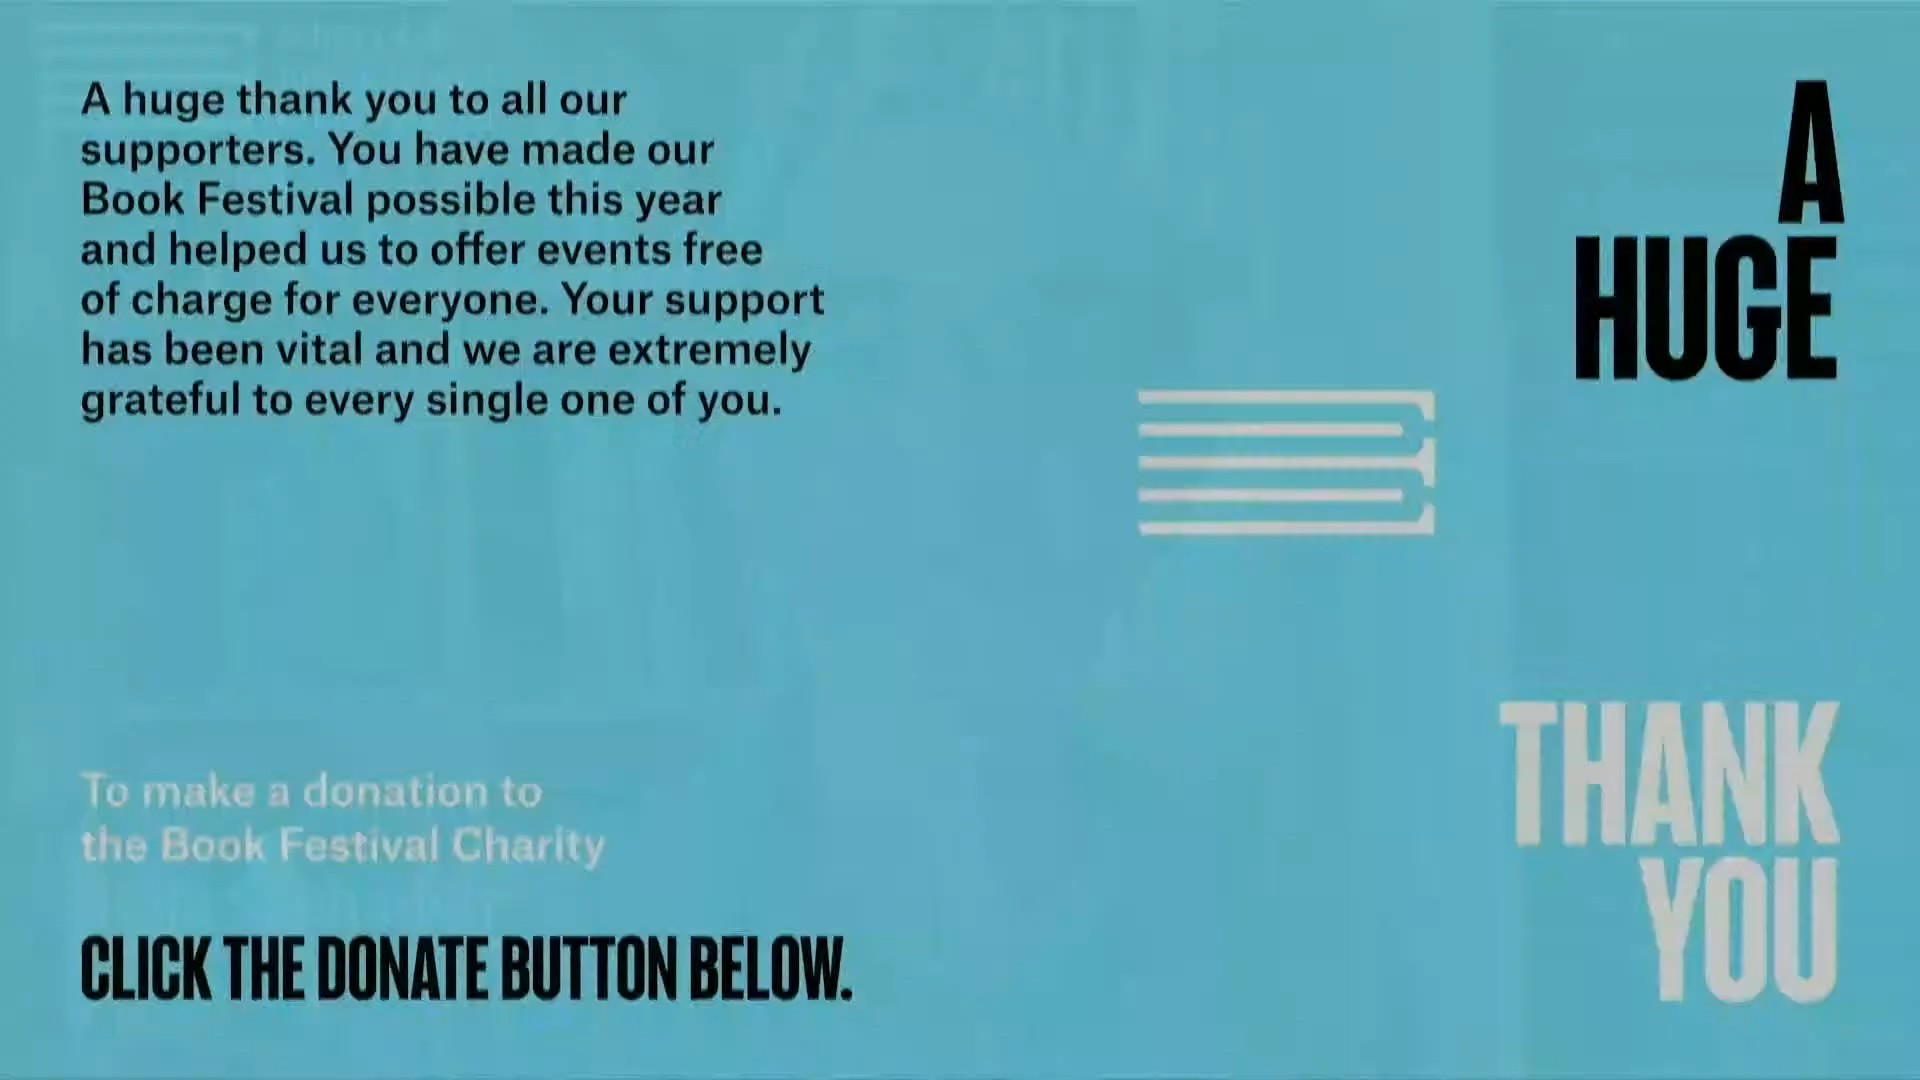 A huge thank you to all our
supporters. You have made our
Book Festival possible this year
and helped us to offer events free
of charge for everyone. Your support
has been vital and we are extremely
grateful to every single one of you.
To make a donation to
the Book Festival Charity
CLICK THE DONATE BUTTON BELOW.
A
HUGE
THANK
YOU